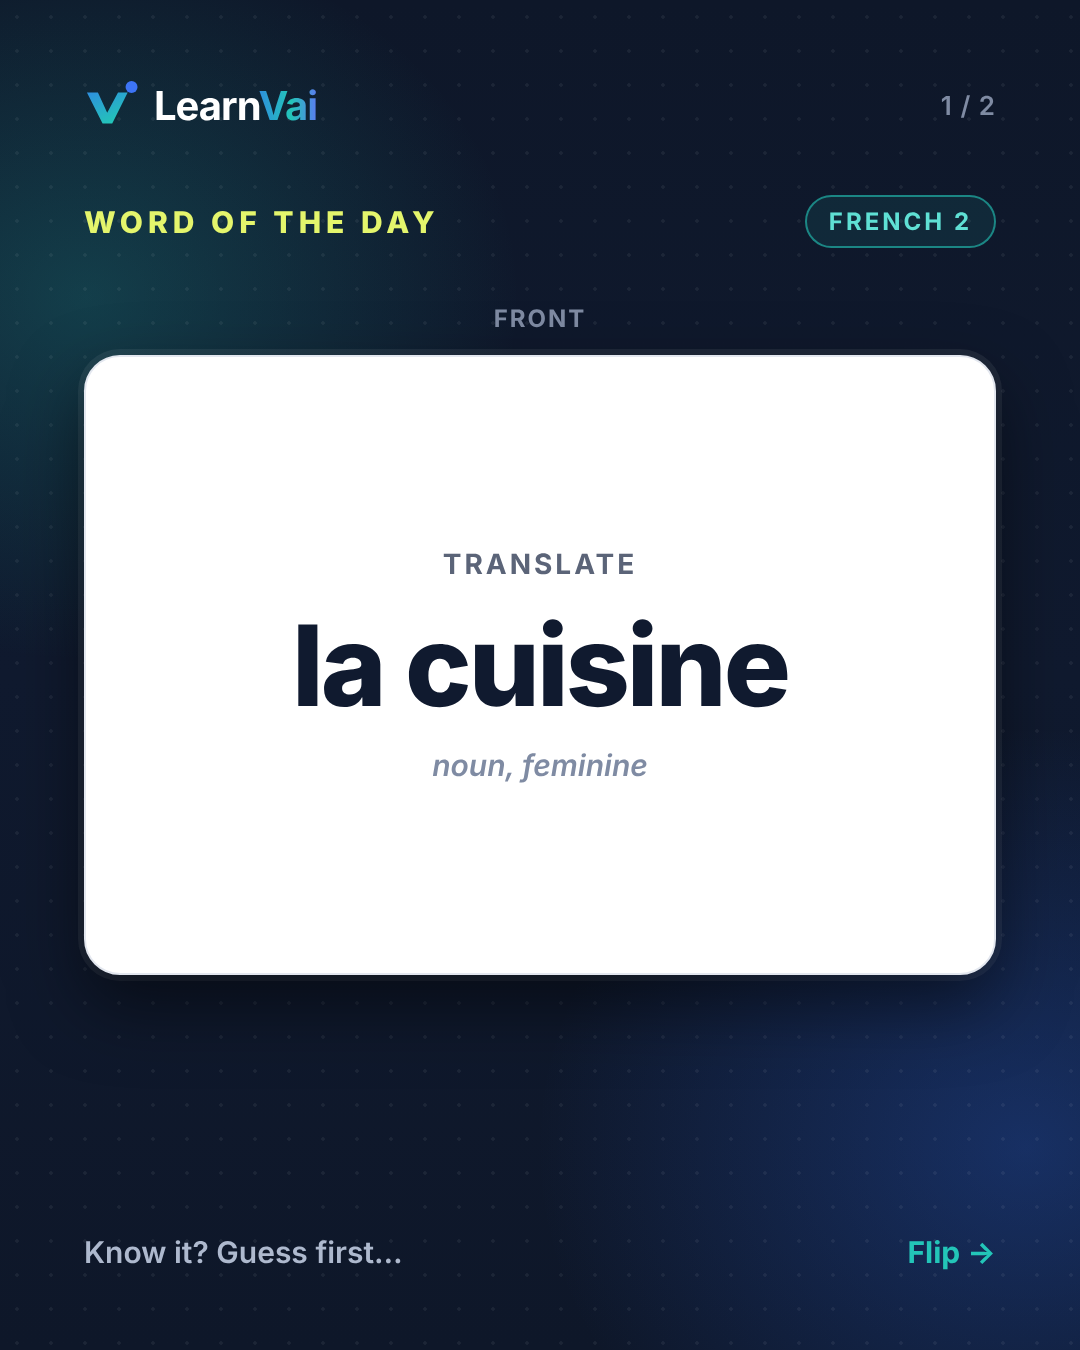 LearnVai
1 / 2
WORD OF THE DAY
FRENCH 2
FRONT
TRANSLATE
la cuisine
noun, feminine
Know it? Guess first...
Flip →